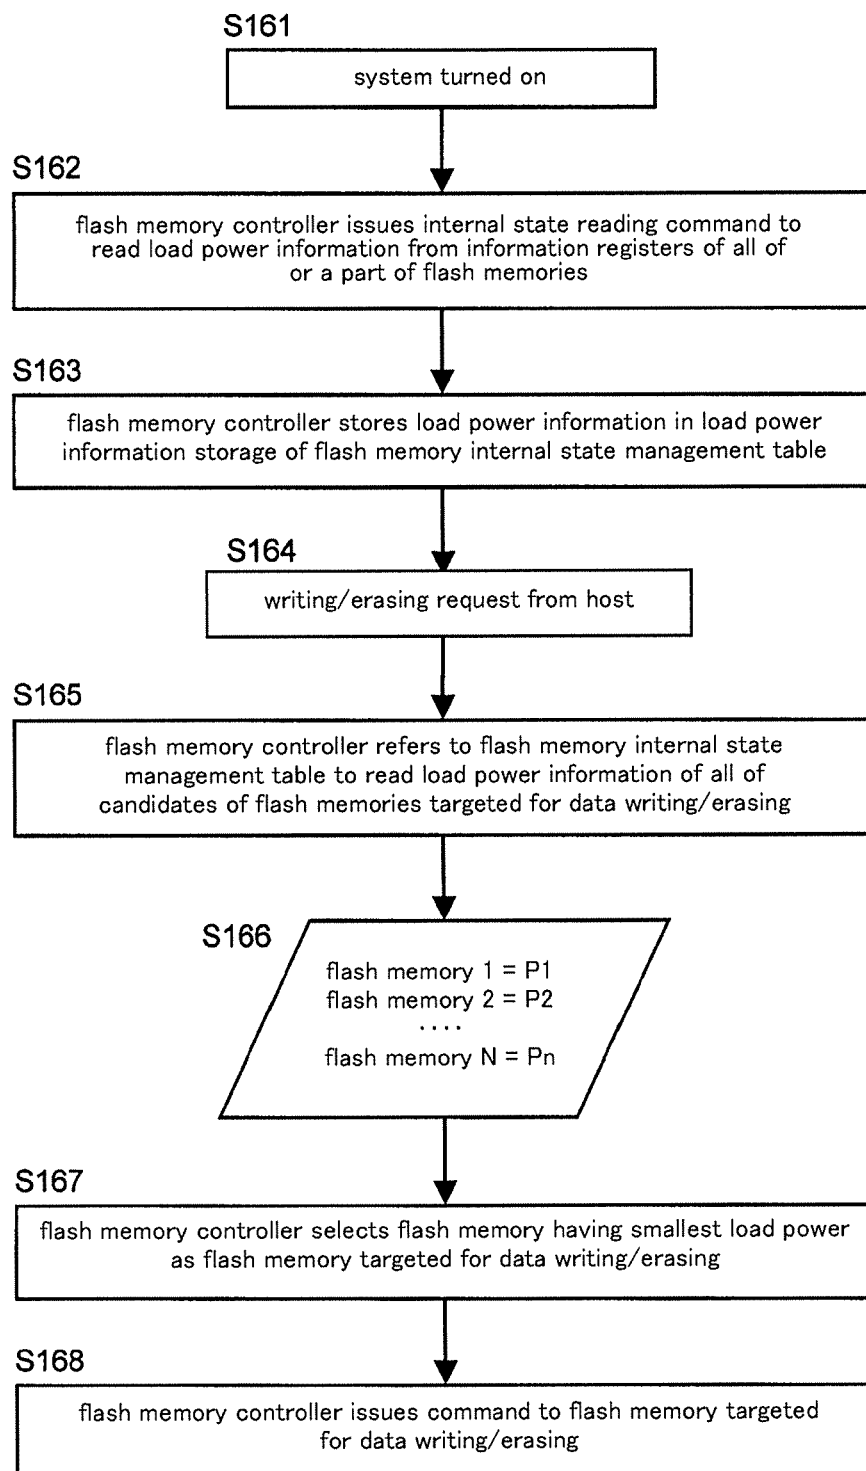 S161
system turned on
S162
flash memory controller issues internal state reading command to
read load power information from information registers of all of
or a part of flash memories
S163
flash memory controller stores load power information in load power
information storage of flash memory internal state management table
S164
writing/erasing request from host
S165
flash memory controller refers to flash memory internal state
management table to read load power information of all of
candidates of flash memories targeted for data writing/erasing
S166
flash memory 1 = P1
flash memory 2 = P2
....
flash memory N = Pn
S167
flash memory controller selects flash memory having smallest load power
as flash memory targeted for data writing/erasing
S168
flash memory controller issues command to flash memory targeted
for data writing/erasing